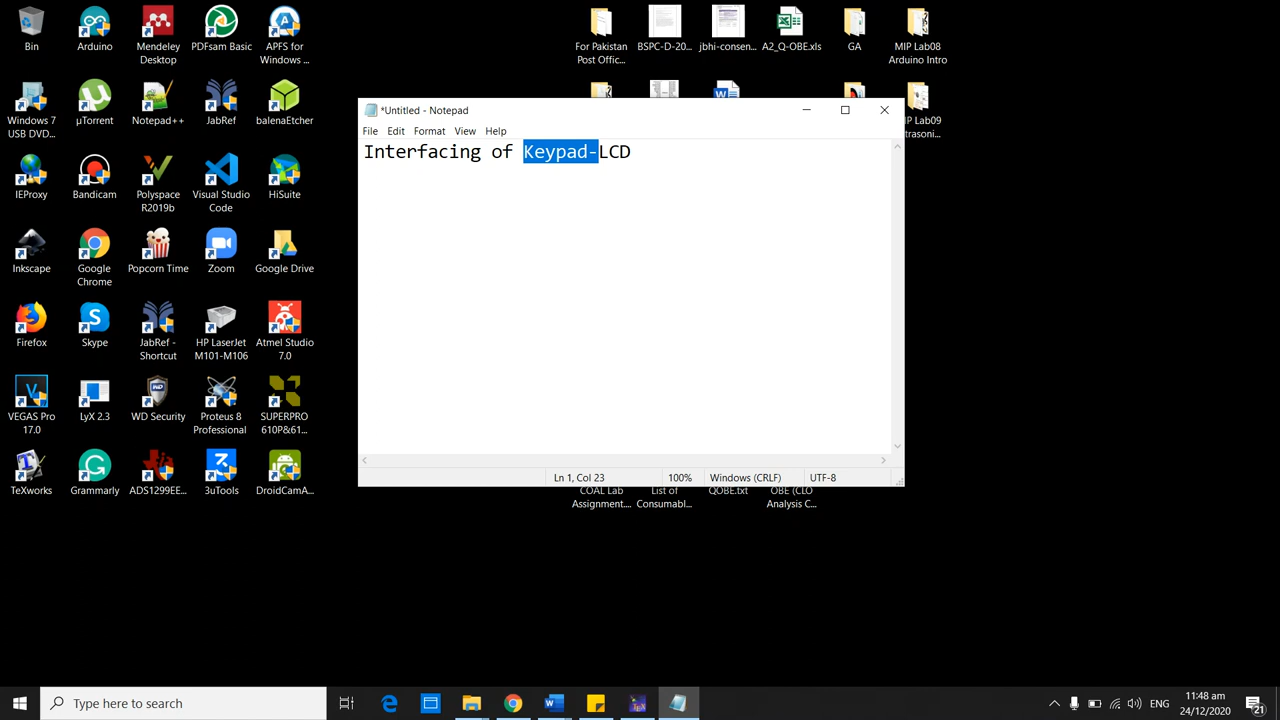 Bin
Arduino
Mendeley
Desktop
PDFsam Basic
APFS for
Windows ...
For Pakistan
Post Offic...
BSPC-D-20...
jbhi-consen...
A2_Q-OBE.xls
GA
MIP Lab08
Arduino Intro
Windows 7
USB DVD...
µTorrent
Notepad++
JabRef
balenaEtcher
*Untitled - Notepad
File Edit Format View Help
Interfacing of Keypad-LCD
Ln 1, Col 23
100%
Windows (CRLF)
UTF-8
IEProxy
Bandicam
Polyspace
R2019b
Visual Studio
Code
HiSuite
Inkscape
Google
Chrome
Popcorn Time
Zoom
Google Drive
Firefox
Skype
JabRef -
Shortcut
HP LaserJet
M101-M106
Atmel Studio
7.0
VEGAS Pro
17.0
LyX 2.3
WD Security
Proteus 8
Professional
SUPERPRO
610P&61...
TeXworks
Grammarly
ADS1299EE...
3uTools
DroidCamA...
COAL Lab
Assignment....
List of
Consumabl...
QOBE.txt
OBE (CLO
Analysis C...
Type here to search
ENG
11:48 am
24/12/2020
21